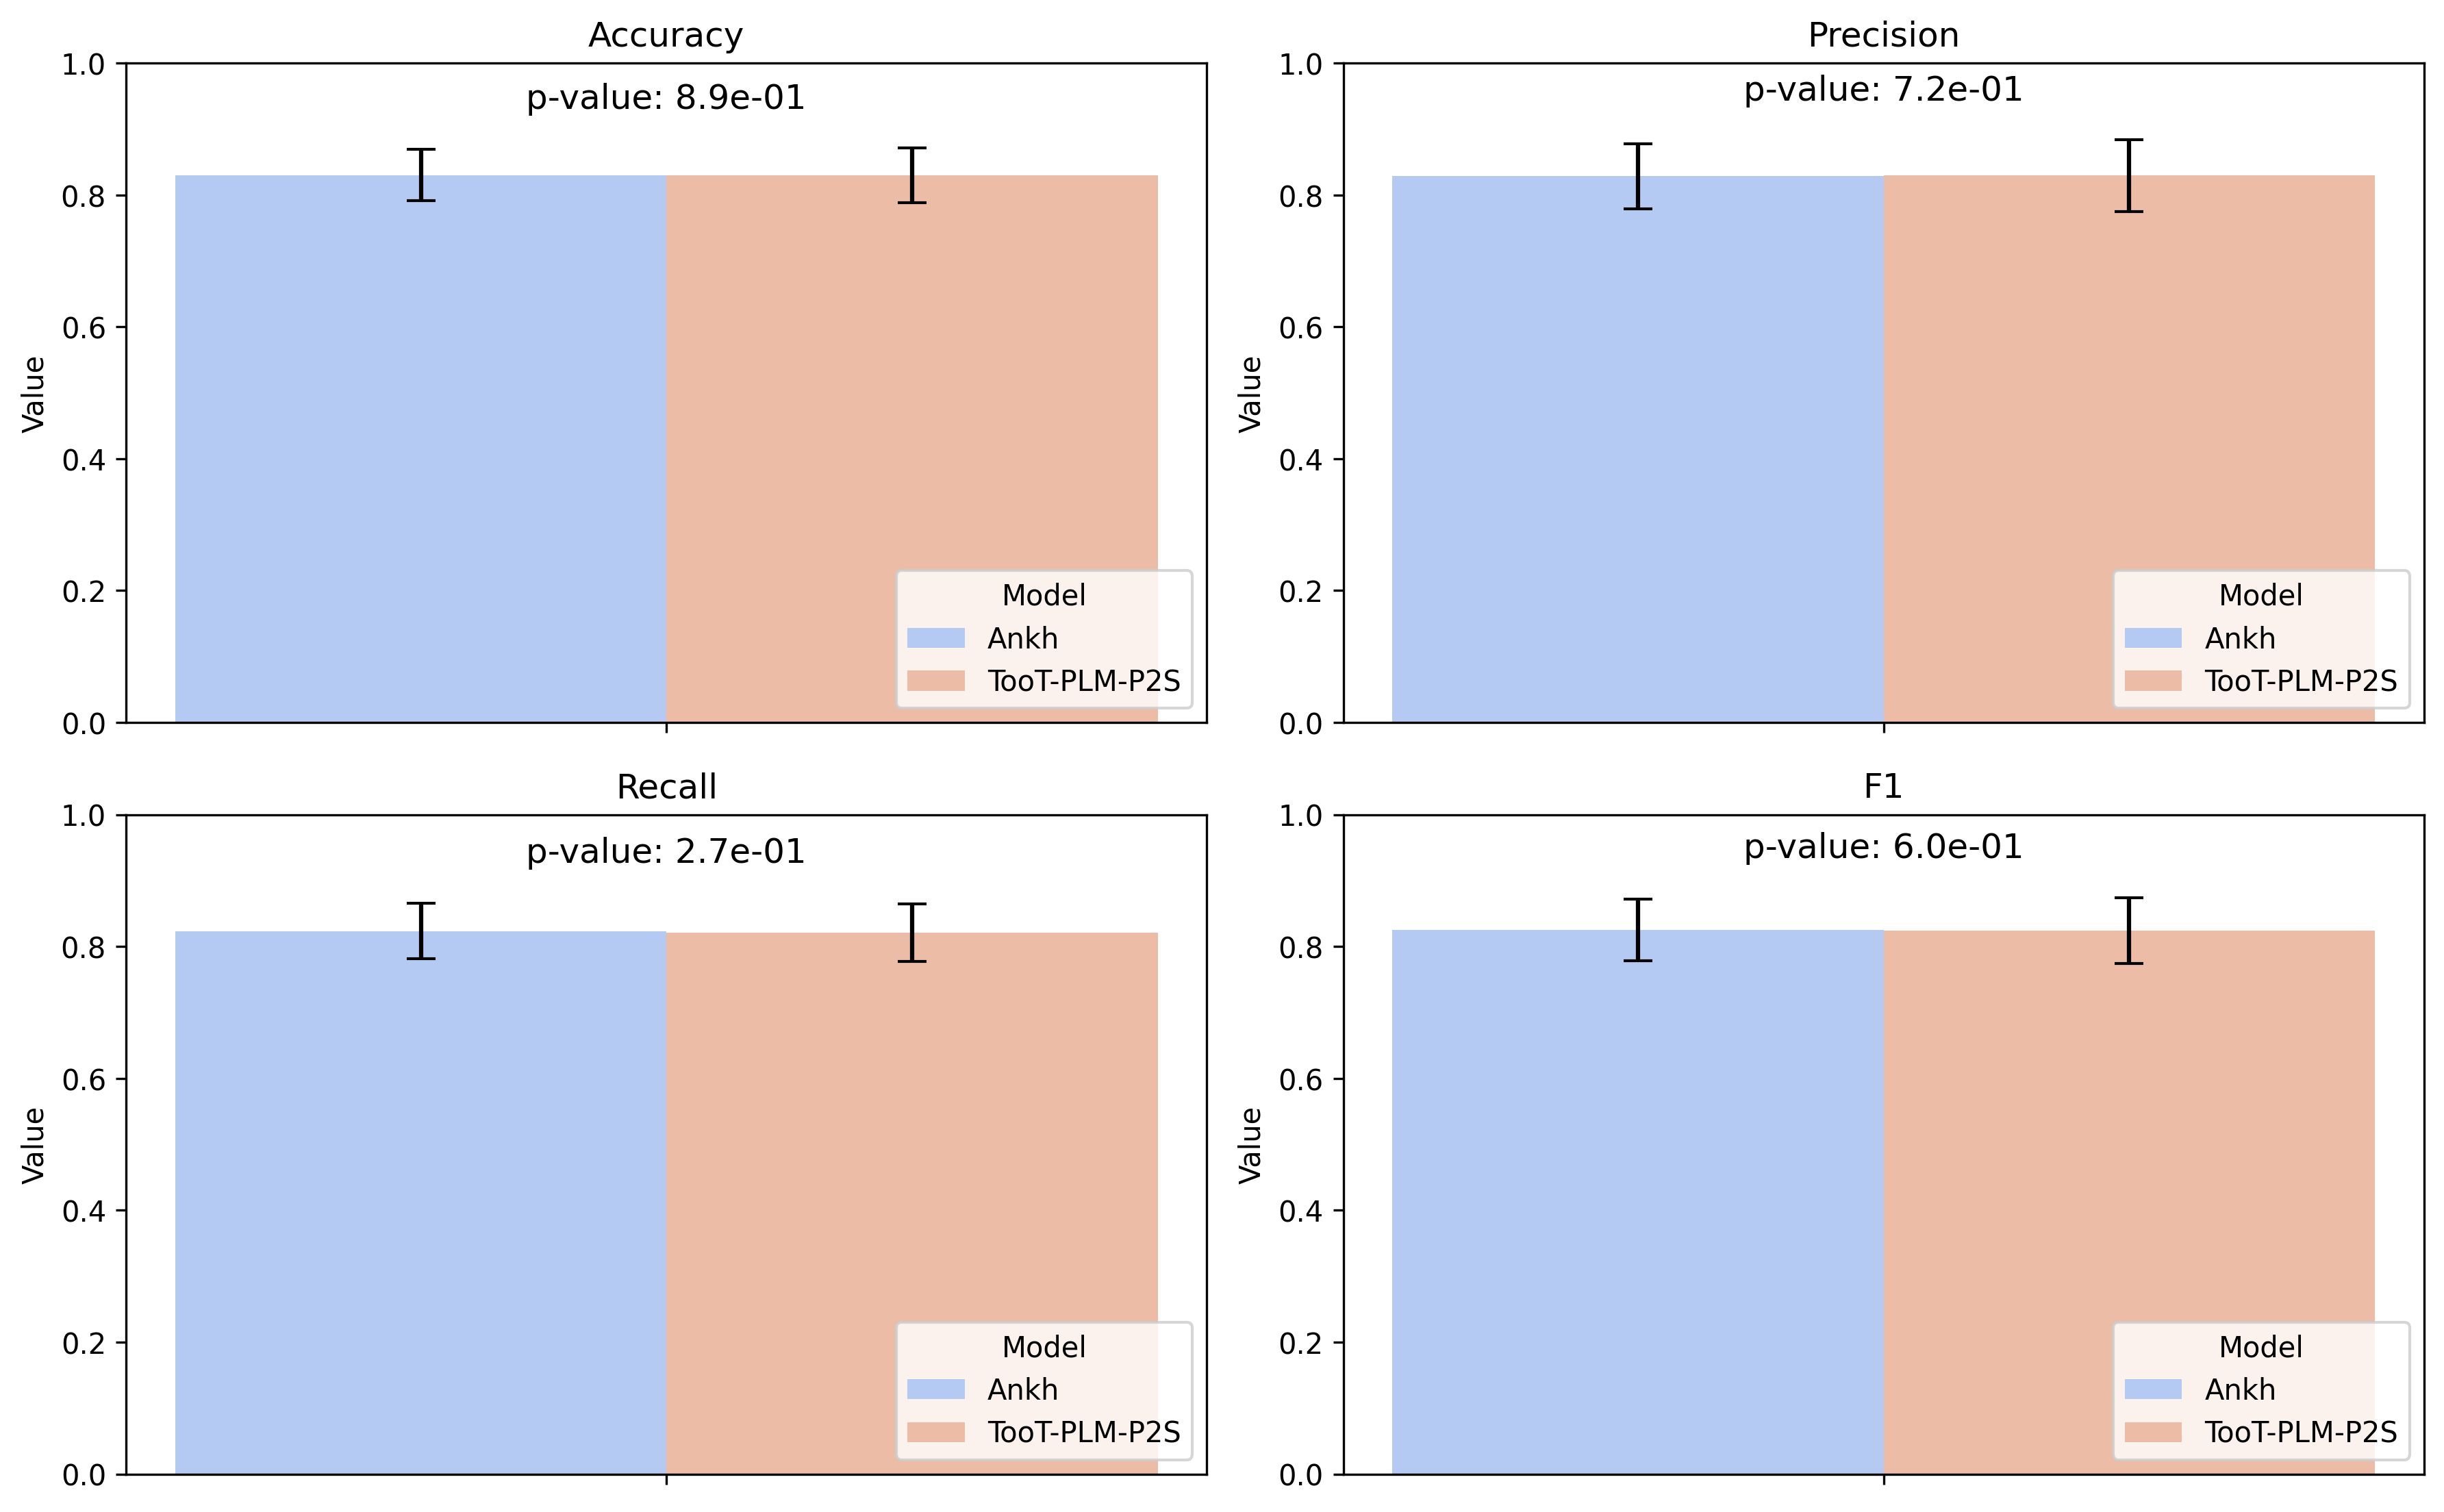 Accuracy
p-value: 8.9e-01
1.0
0.8
0.6
0.4
0.2
0.0
Value
Model
Ankh
TooT-PLM-P2S
Precision
p-value: 7.2e-01
1.0
0.8
0.6
0.4
0.2
0.0
Value
Model
Ankh
TooT-PLM-P2S
Recall
p-value: 2.7e-01
1.0
0.8
0.6
0.4
0.2
0.0
Value
Model
Ankh
TooT-PLM-P2S
F1
p-value: 6.0e-01
1.0
0.8
0.6
0.4
0.2
0.0
Value
Model
Ankh
TooT-PLM-P2S